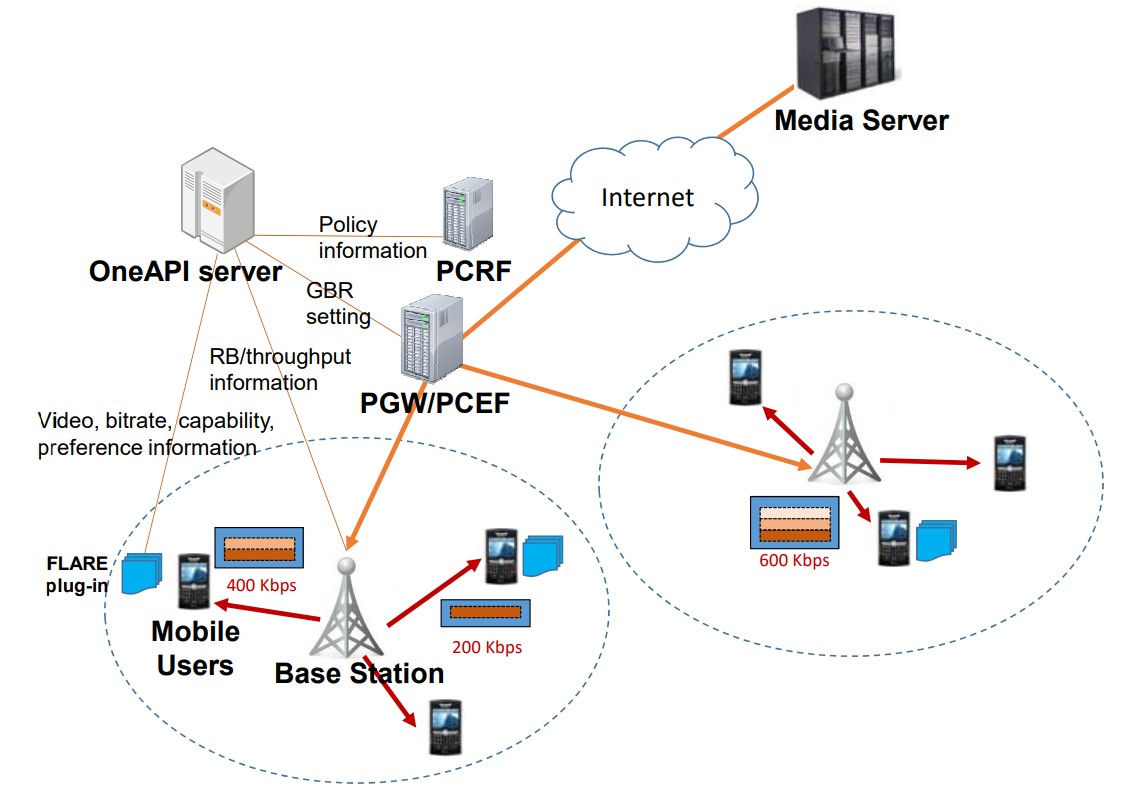 Media Server
Internet
Policy
information
OneAPI server
PCRF
GBR
setting
RB/throughput
information
PGW/PCEF
Video, bitrate, capability,
preference information
FLARE
plug-in
400 Kbps
600 Kbps
200 Kbps
Mobile
Users
Base Station